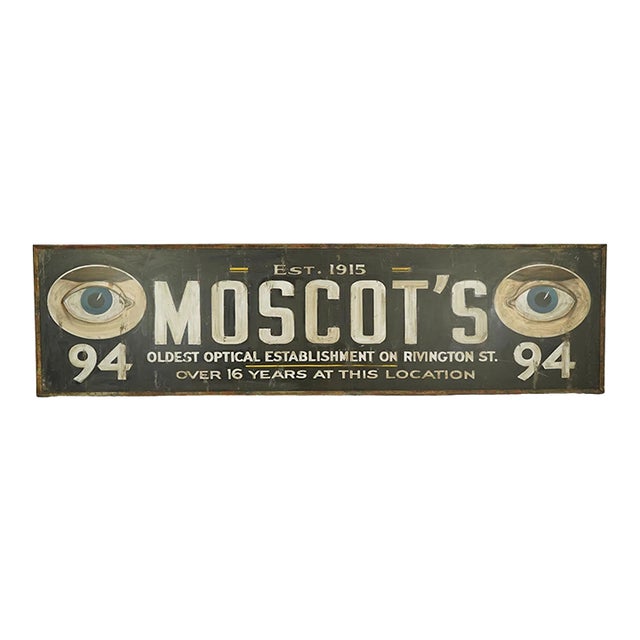 EST. 1915
MOSCOT'S
94 OLDEST OPTICAL ESTABLISHMENT ON RIVINGTON ST. 94
OVER 16 YEARS AT THIS LOCATION